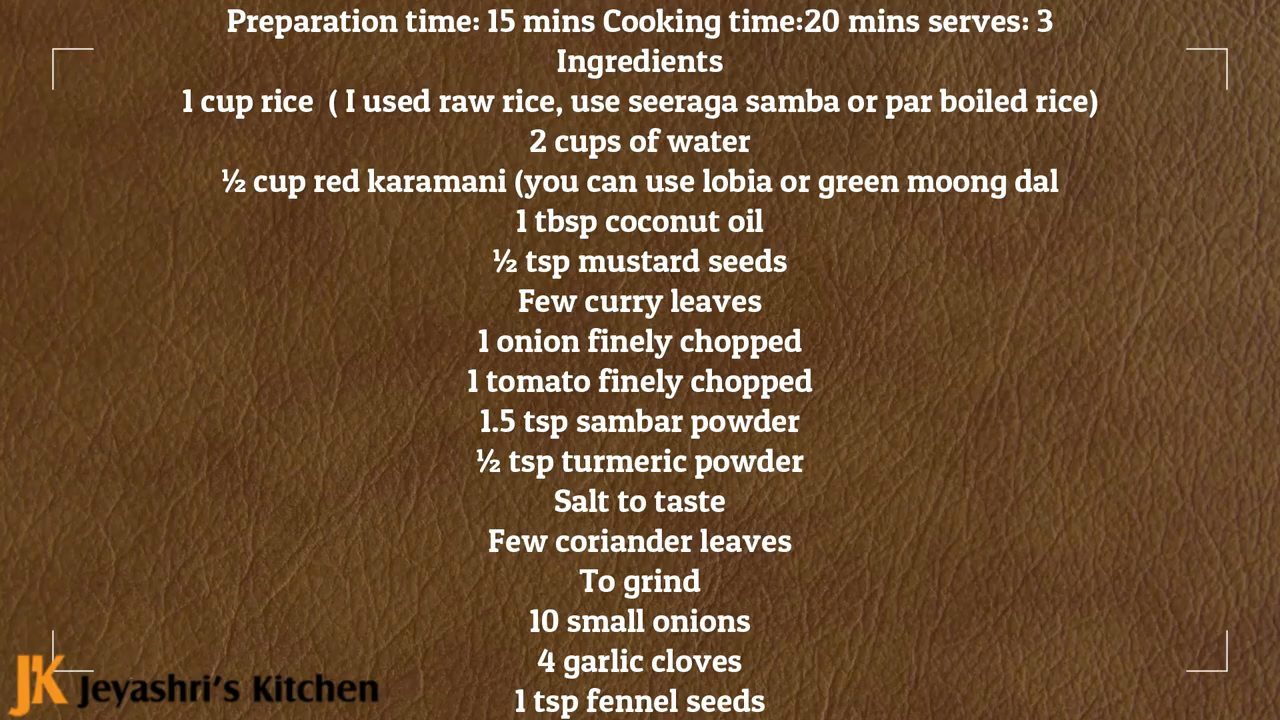 Preparation time: 15 mins Cooking time:20 mins serves: 3
Ingredients
1 cup rice  ( I used raw rice, use seeraga samba or par boiled rice)
2 cups of water
½ cup red karamani (you can use lobia or green moong dal
1 tbsp coconut oil
½ tsp mustard seeds
Few curry leaves
1 onion finely chopped
1 tomato finely chopped
1.5 tsp sambar powder
½ tsp turmeric powder
Salt to taste
Few coriander leaves
To grind
10 small onions
4 garlic cloves
1 tsp fennel seeds
JK Jeyashri's Kitchen